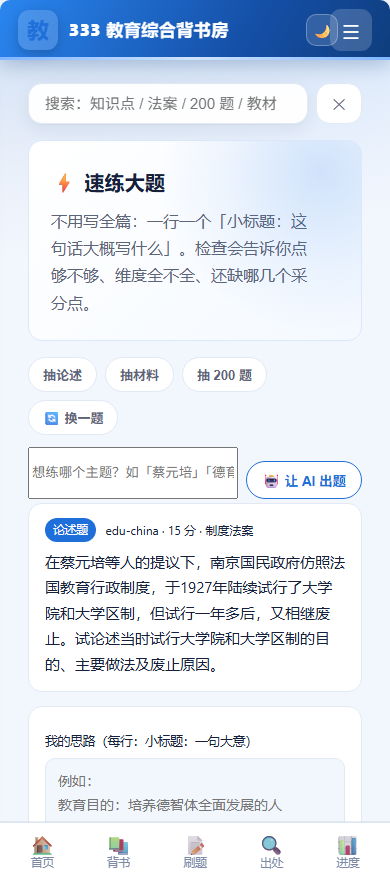 教 333 教育综合背书房
搜索：知识点 / 法案 / 200 题 / 教材
速练大题
不用写全篇：一行一个「小标题：这
句话大概写什么」。检查会告诉你点
够不够、维度全不全、还缺哪几个采
分点。
抽论述 抽材料 抽 200 题
换一题
想练哪个主题？如「蔡元培」「德育
让 AI 出题
论述题 edu-china · 15 分 · 制度法案
在蔡元培等人的提议下，南京国民政府仿照法
国教育行政制度，于1927年陆续试行了大学
院和大学区制，但试行一年多后，又相继废
止。试论述当时试行大学院和大学区制的目
的、主要做法及废止原因。
我的思路（每行：小标题：一句大意）
例如：
教育目的：培养德智体全面发展的人
首页 背书 刷题 出处 进度